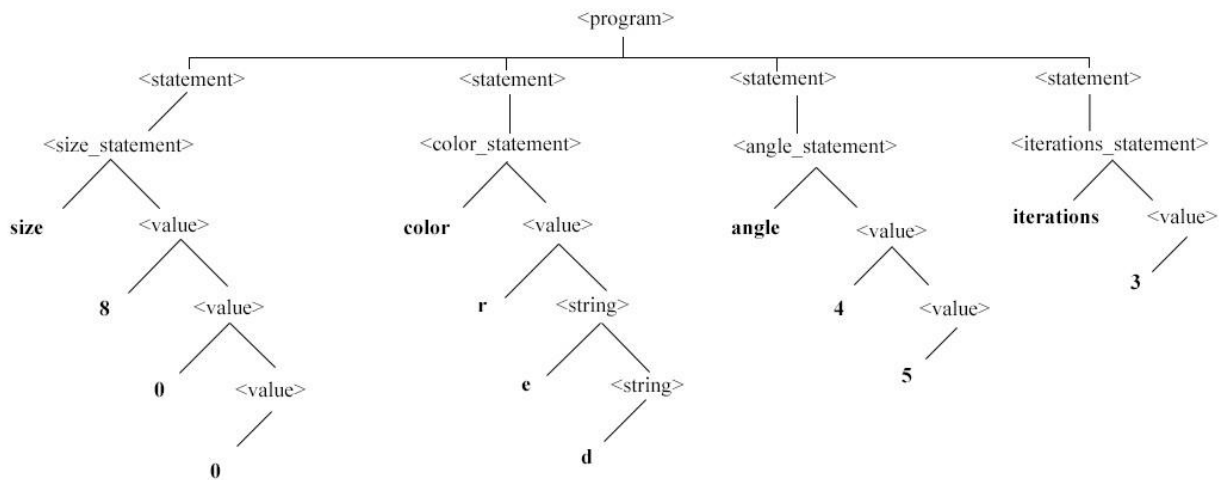 <program>
<statement> <statement> <statement> <statement>
<size_statement> <color_statement> <angle_statement> <iterations_statement>
size <value> color <value> angle <value> iterations <value>
8 <value> r <string> 4 <value> 3
0 <value> e <string> 5
0 d